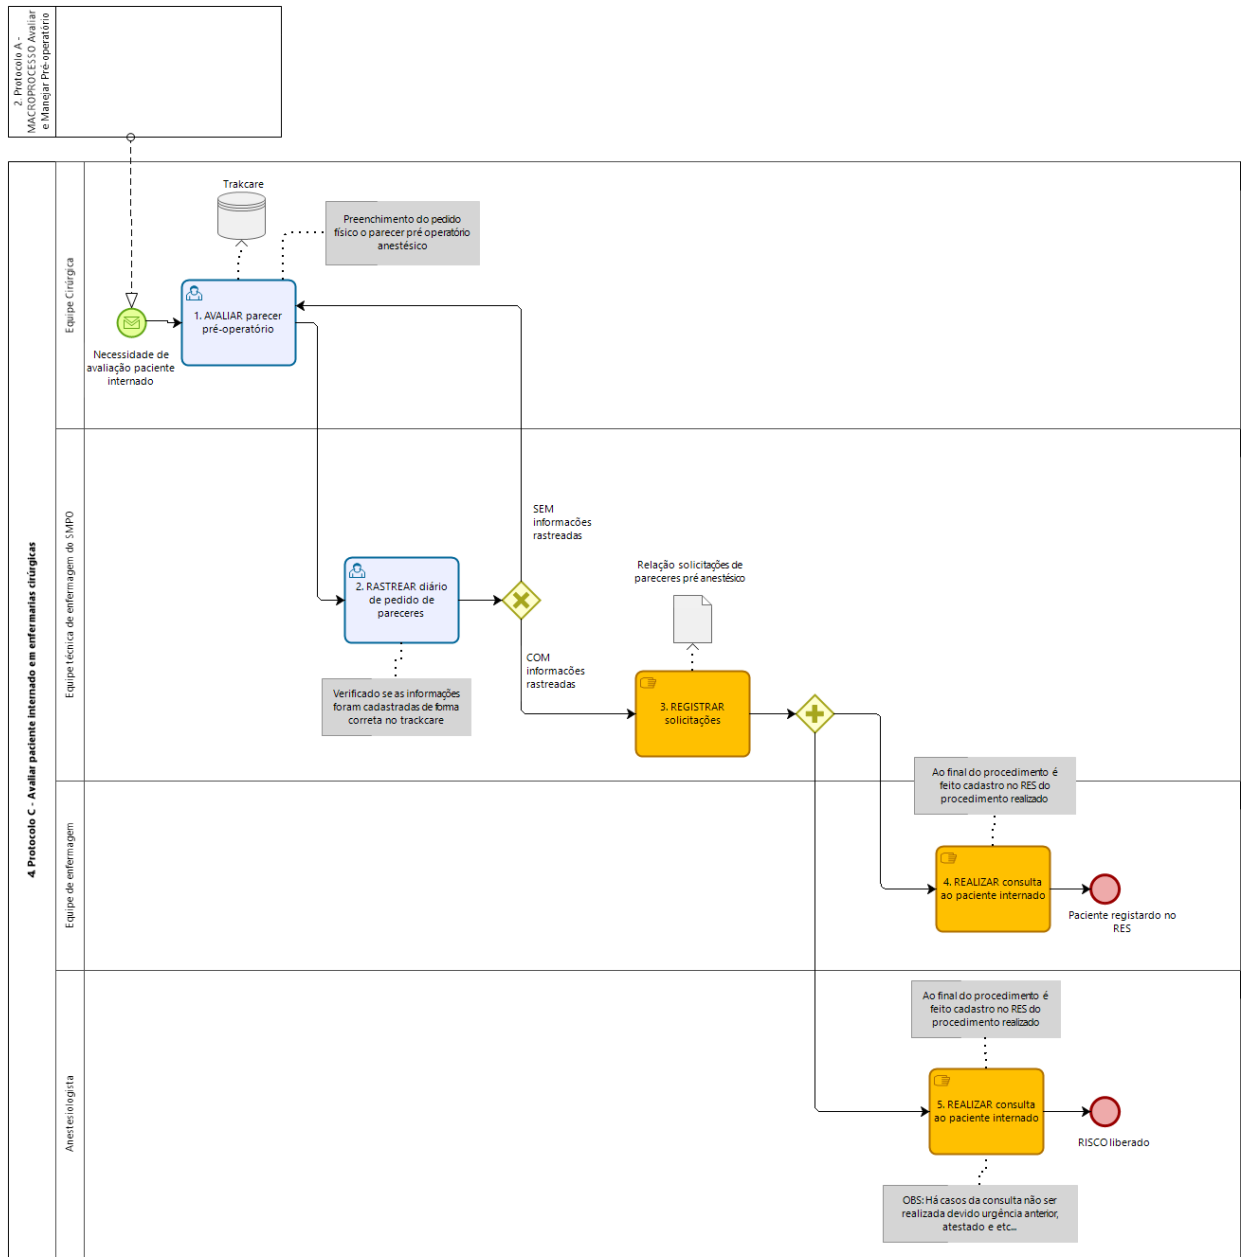 2. Protocolo A -
MACROPROCESSO Avaliar
e Manejar Pré-operatório
4. Protocolo C - Avaliar paciente internado em enfermarias cirúrgicas
Equipe Cirúrgica
Trakcare
Preenchimento do pedido
físico o parecer pré operatório
anestésico
1. AVALIAR parecer
pré-operatório
Necessidade de
avaliação paciente
internado
Equipe técnica de enfermagem do SMPO
SEM
informacões
rastreadas
2. RASTREAR diário
de pedido de
pareceres
Relação solicitações de
pareceres pré anestésico
COM
informacões
rastreadas
Verificado se as informações
foram cadastradas de forma
correta no trackcare
3. REGISTRAR
solicitações
Equipe de enfermagem
Ao final do procedimento é
feito cadastro no RES do
procedimento realizado
4. REALIZAR consulta
ao paciente internado
Paciente registardo no
RES
Anestesiologista
Ao final do procedimento é
feito cadastro no RES do
procedimento realizado
5. REALIZAR consulta
ao paciente internado
RISCO liberado
OBS: Há casos da consulta não ser
realizada devido urgência anterior,
atestado e etc...